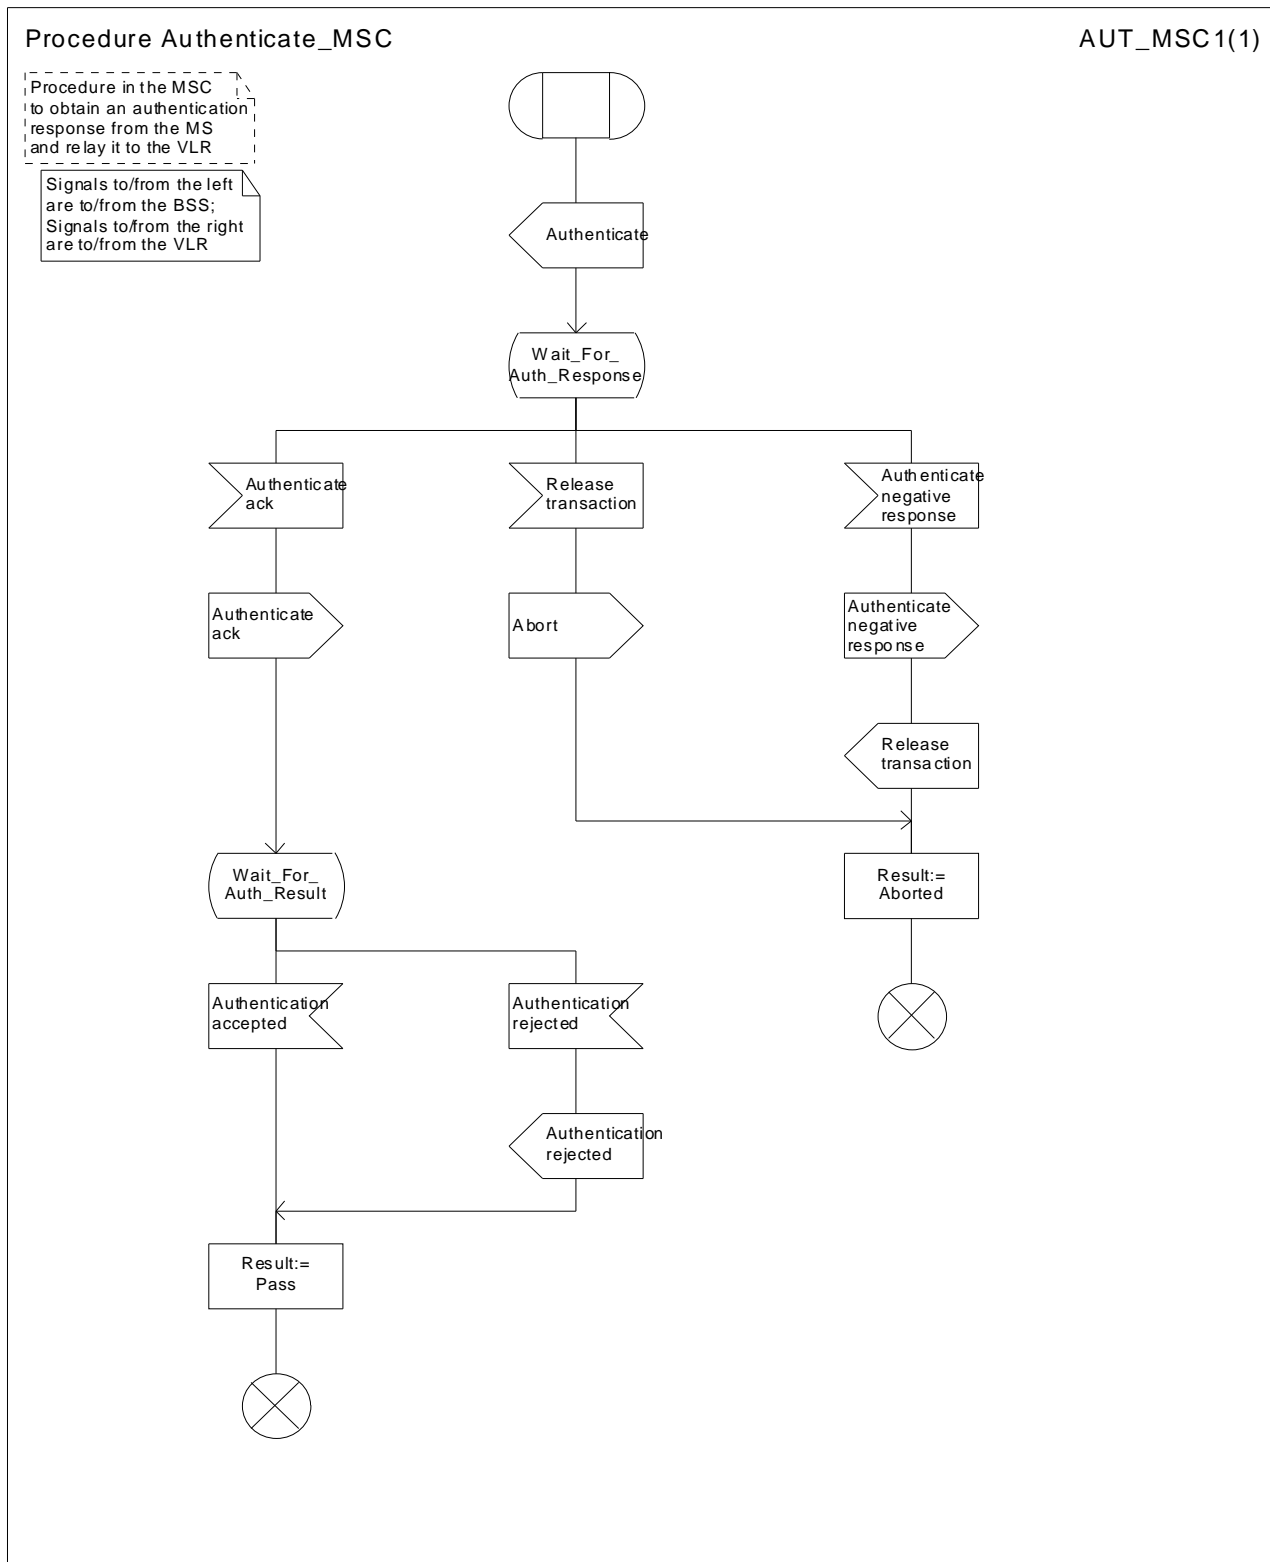 Procedure Authenticate_MSC
AUT_MSC1(1)
Procedure in the MSC
to obtain an authentication
response from the MS
and relay it to the VLR
Signals to/from the left
are to/from the BSS;
Signals to/from the right
are to/from the VLR
Authenticate
Wait_For_
Auth_Response
Authenticate
ack
Release
transaction
Authenticate
negative
response
Authenticate
ack
Abort
Authenticate
negative
response
Release
transaction
Wait_For_
Auth_Result
Result:=
Aborted
Authentication
accepted
Authentication
rejected
Authentication
rejected
Result:=
Pass